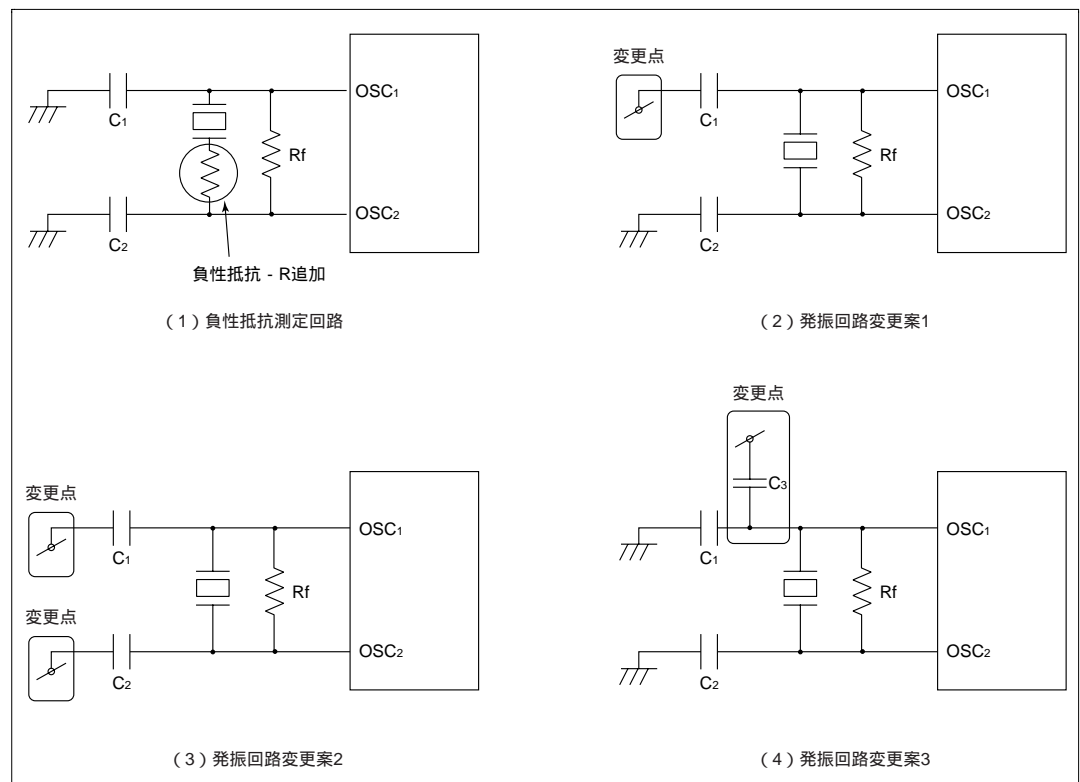 OSC1
C1
Rf
OSC2
C2
負性抵抗 - R追加
(1)負性抵抗測定回路
変更点
OSC1
C1
Rf
OSC2
C2
(2)発振回路変更案1
変更点
OSC1
C1
Rf
変更点
OSC2
C2
(3)発振回路変更案2
変更点
C3
OSC1
C1
Rf
OSC2
C2
(4)発振回路変更案3